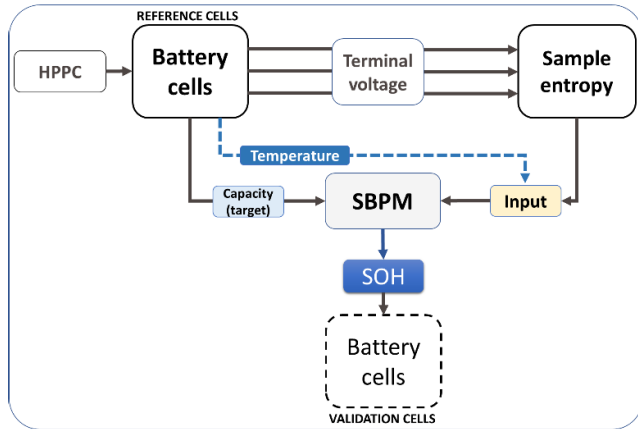 REFERENCE CELLS
HPPC
Battery
cells
Terminal
voltage
Sample
entropy
Temperature
Capacity
(target)
SBPM
Input
SOH
Battery
cells
VALIDATION CELLS